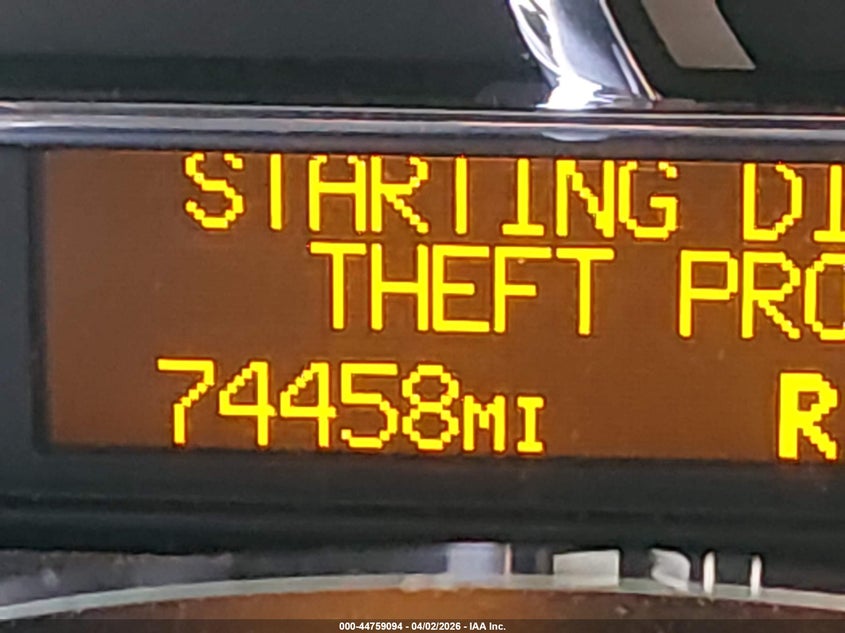 STARTING DI
THEFT PRO
74458MI R
000-44759094 - 04/02/2026 - IAA Inc.